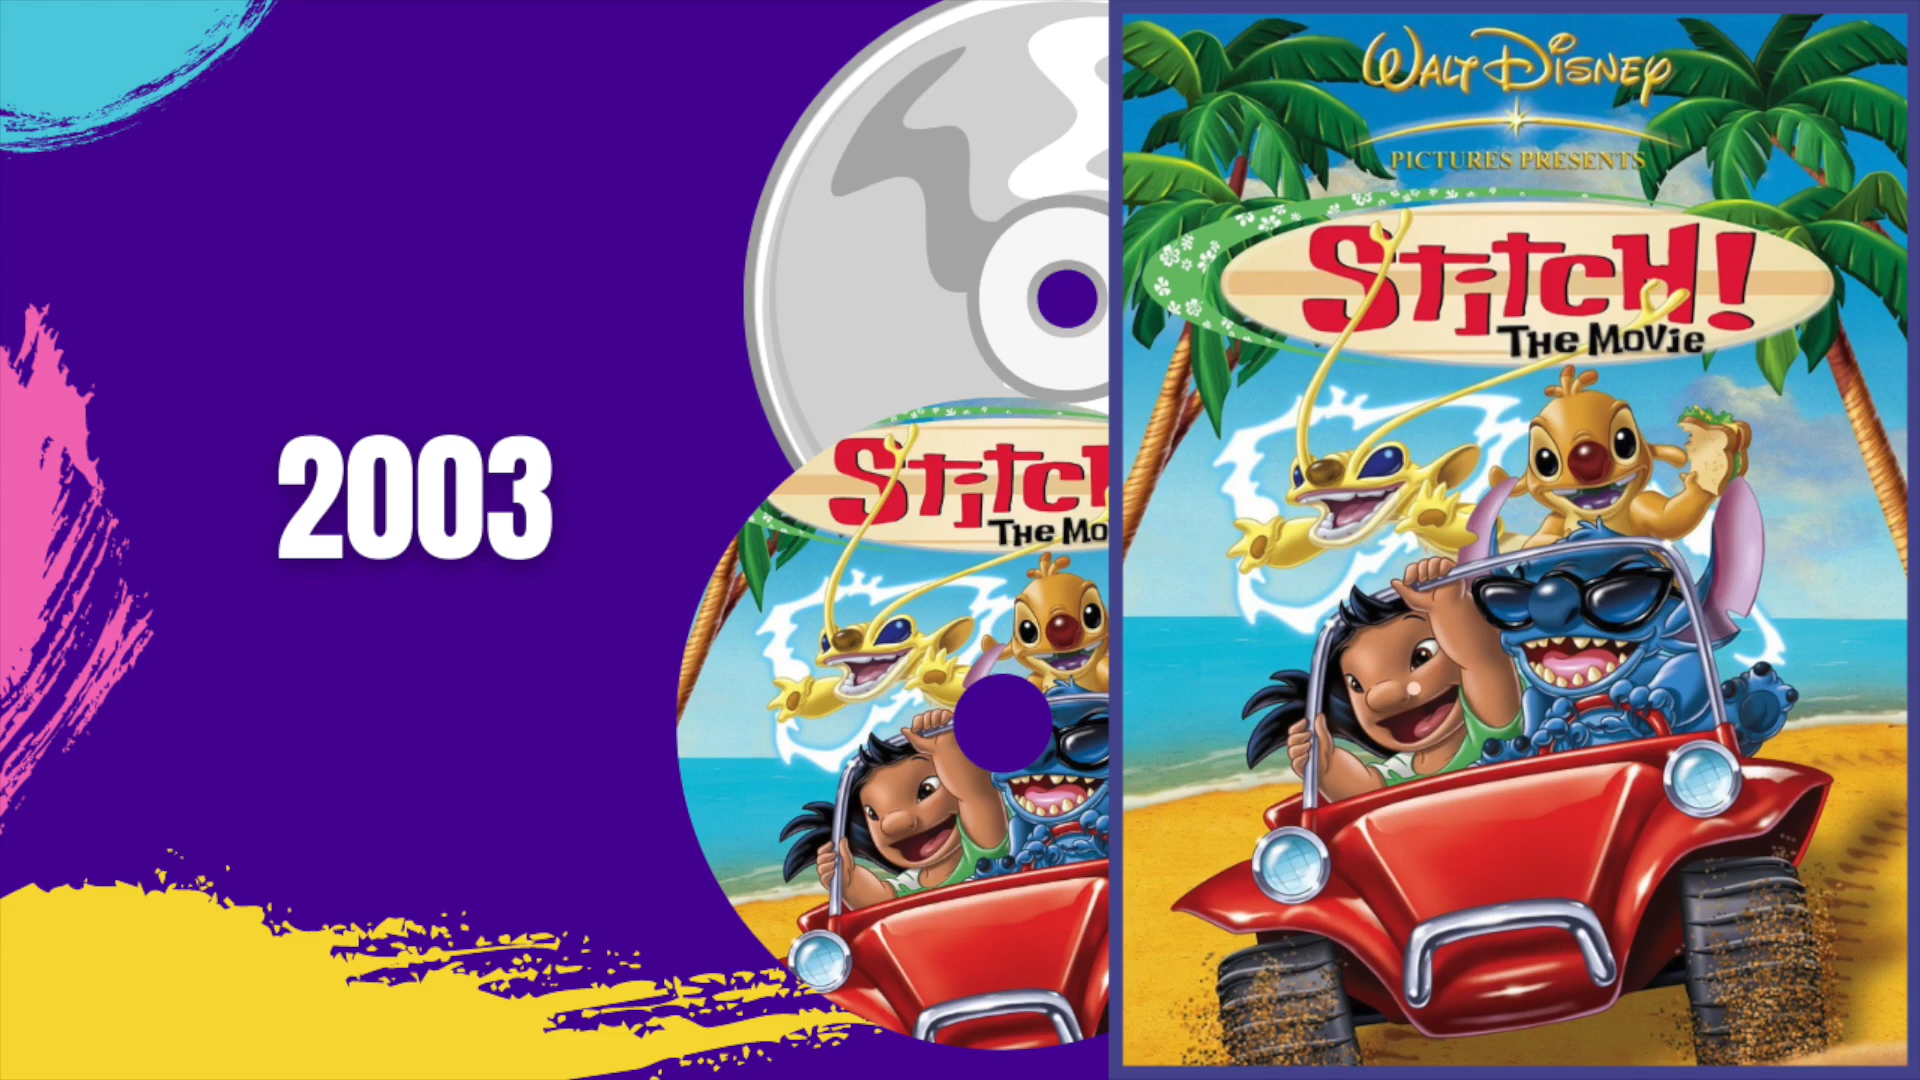 2003
STITCH
THE MO
WALT DISNEY
PICTURES PRESENTS
STITCH!
THE MOVIE